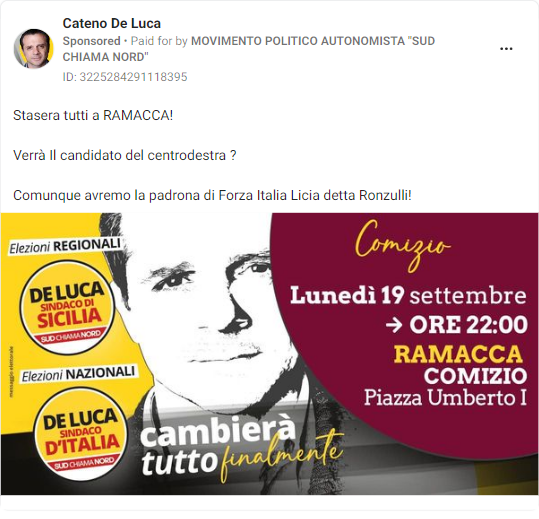 Cateno De Luca
Sponsored • Paid for by MOVIMENTO POLITICO AUTONOMISTA "SUD
CHIAMA NORD"
ID: 3225284291118395
Stasera tutti a RAMACCA!
Verrà Il candidato del centrodestra ?
Comunque avremo la padrona di Forza Italia Licia detta Ronzulli!
Elezioni REGIONALI
DE LUCA
SINDACO DI
SICILIA
SUD CHIAMA NORD
Elezioni NAZIONALI
DE LUCA
SINDACO
D'ITALIA
SUD CHIAMA NORD
messaggio elettorale
cambierà
tutto finalmente
Comizio
Lunedì 19 settembre
→ ORE 22:00
RAMACCA
COMIZIO
Piazza Umberto I